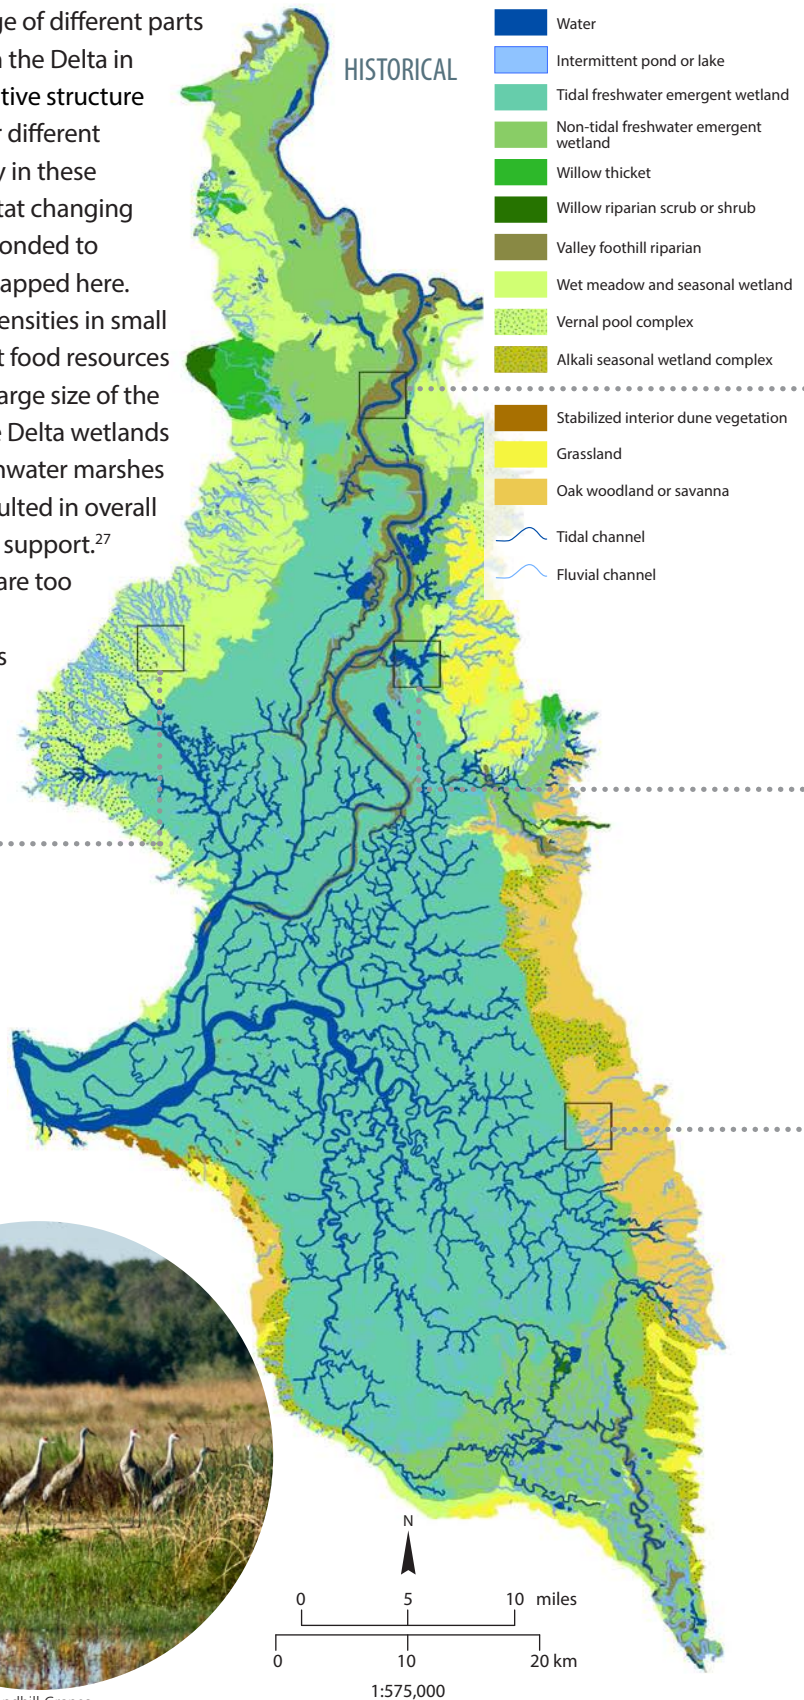 ge of different parts
the Delta in
tive structure
different
y in these
tat changing
onded to
apped here.
ensities in small
t food resources
arge size of the
Delta wetlands
hwater marshes
ulted in overall
support.27
are too
s
HISTORICAL
Water
Intermittent pond or lake
Tidal freshwater emergent wetland
Non-tidal freshwater emergent
wetland
Willow thicket
Willow riparian scrub or shrub
Valley foothill riparian
Wet meadow and seasonal wetland
Vernal pool complex
Alkali seasonal wetland complex
Stabilized interior dune vegetation
Grassland
Oak woodland or savanna
Tidal channel
Fluvial channel
N
0 5 10 miles
0 10 20 km
1:575,000